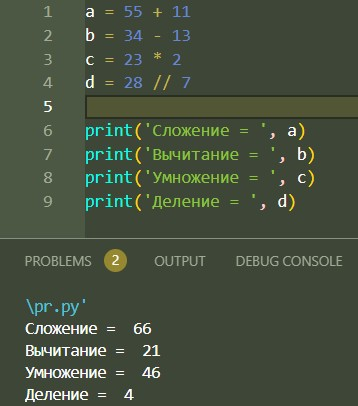 1 a = 55 + 11
2 b = 34 - 13
3 c = 23 * 2
4 d = 28 // 7
5
6 print('Сложение = ', a)
7 print('Вычитание = ', b)
8 print('Умножение = ', c)
9 print('Деление = ', d)
PROBLEMS 2 OUTPUT DEBUG CONSOLE
\pr.py'
Сложение =  66
Вычитание =  21
Умножение =  46
Деление =  4